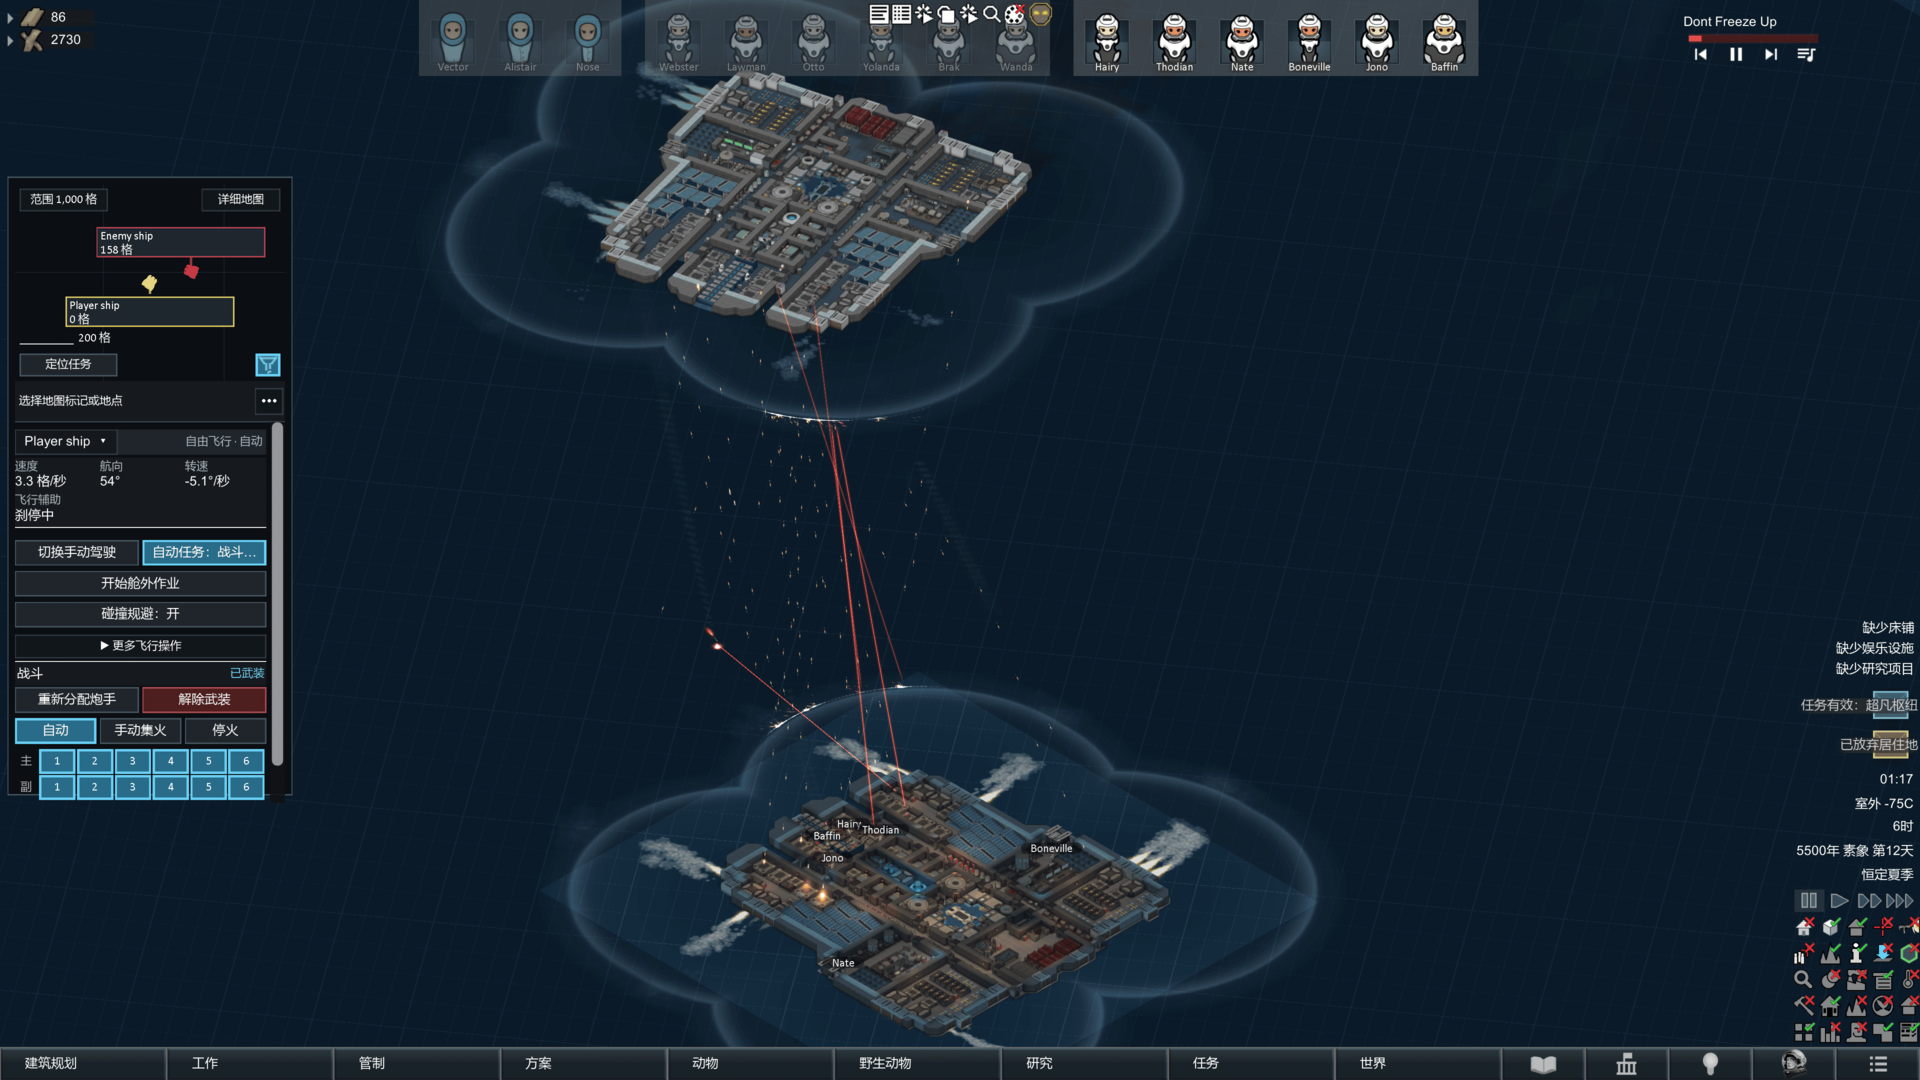 86
2730
Vector
Alistair
Nose
Webster
Lawman
Otto
Yolanda
Brak
Wanda
Hairy
Thodian
Nate
Boneville
Jono
Baffin
Dont Freeze Up
范围 1,000 格
详细地图
Enemy ship
158 格
Player ship
0 格
200 格
定位任务
选择地图标记或地点
•••
Player ship
自由飞行 · 自动
速度
航向
转速
3.3 格/秒
54°
-5.1°/秒
飞行辅助
刹停中
切换手动驾驶
自动任务：战斗…
开始舱外作业
碰撞规避：开
更多飞行操作
战斗
已武装
重新分配炮手
解除武装
自动
手动集火
停火
主 1 2 3 4 5 6
副 1 2 3 4 5 6
Hairy
Thodian
Baffin
Jono
Boneville
Nate
缺少床铺
缺少娱乐设施
缺少研究项目
任务有效：超凡枢纽
已放弃居住地
01:17
室外 -75C
6时
5500年 素象 第12天
恒定夏季
建筑规划
工作
管制
方案
动物
野生动物
研究
任务
世界